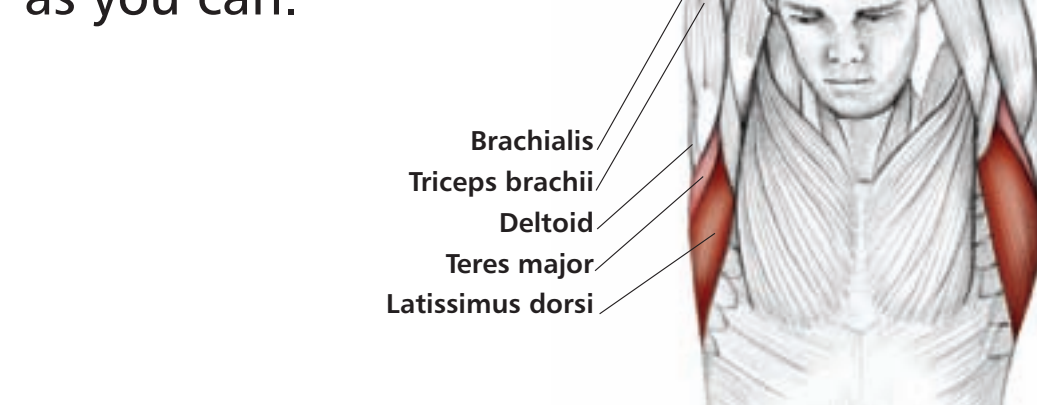 as you can.
Brachialis
Triceps brachii
Deltoid
Teres major
Latissimus dorsi